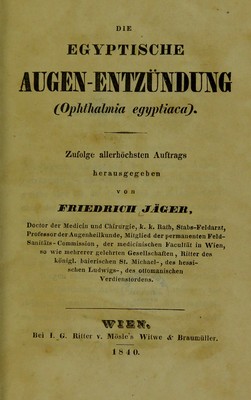 DIE
EGYPTISCHE
AUGEN-ENTZÜNDUNG
(Ophthalmia egyptiaca).
Zufolge allerhöchsten Auftrags
herausgegeben
von
FRIEDRICH JÄGER,
Doctor der Medicin und Chirurgie, k. k. Rath, Stabs-Feldarzt,
Professor der Augenheilkunde, Mitglied der permanenten Feld-
Sanitäts-Commission, der medicinischen Facultät in Wien,
so wie mehrerer gelehrten Gesellschaften, Ritter des
königl. baierischen St. Michael-, des hessi-
schen Ludwigs-, des ottomanischen
Verdienstordens.
WIEN.
Bei I. G. Ritter v. Mösle's Witwe & Braumüller.
1840.